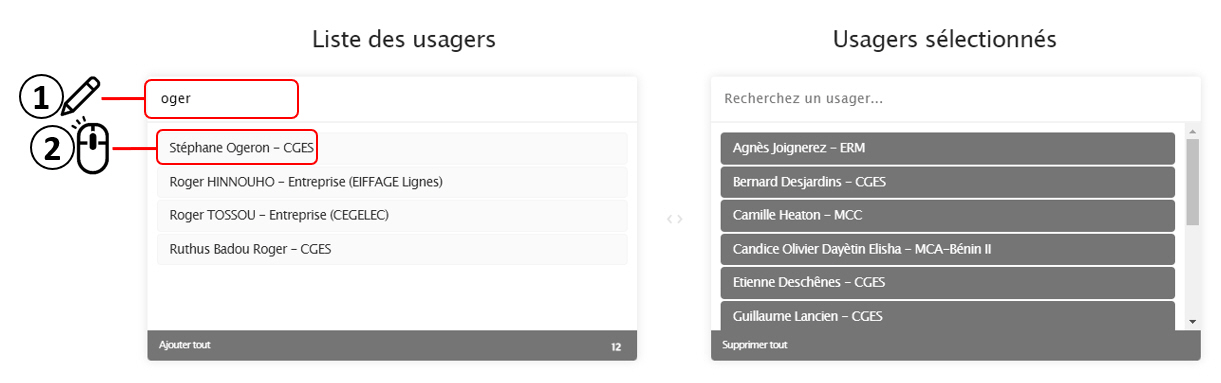 Liste des usagers
Usagers sélectionnés
1
oger
Recherchez un usager...
2
Stéphane Ogeron – CGES
Roger HINNOUHO – Entreprise (EIFFAGE Lignes)
Roger TOSSOU – Entreprise (CEGELEC)
Ruthus Badou Roger – CGES
Agnès Joignerez – ERM
Bernard Desjardins – CGES
Camille Heaton – MCC
Candice Olivier Dayètin Elisha – MCA-Bénin II
Etienne Deschênes – CGES
Guillaume Lancien – CGES
Ajouter tout
12
Supprimer tout